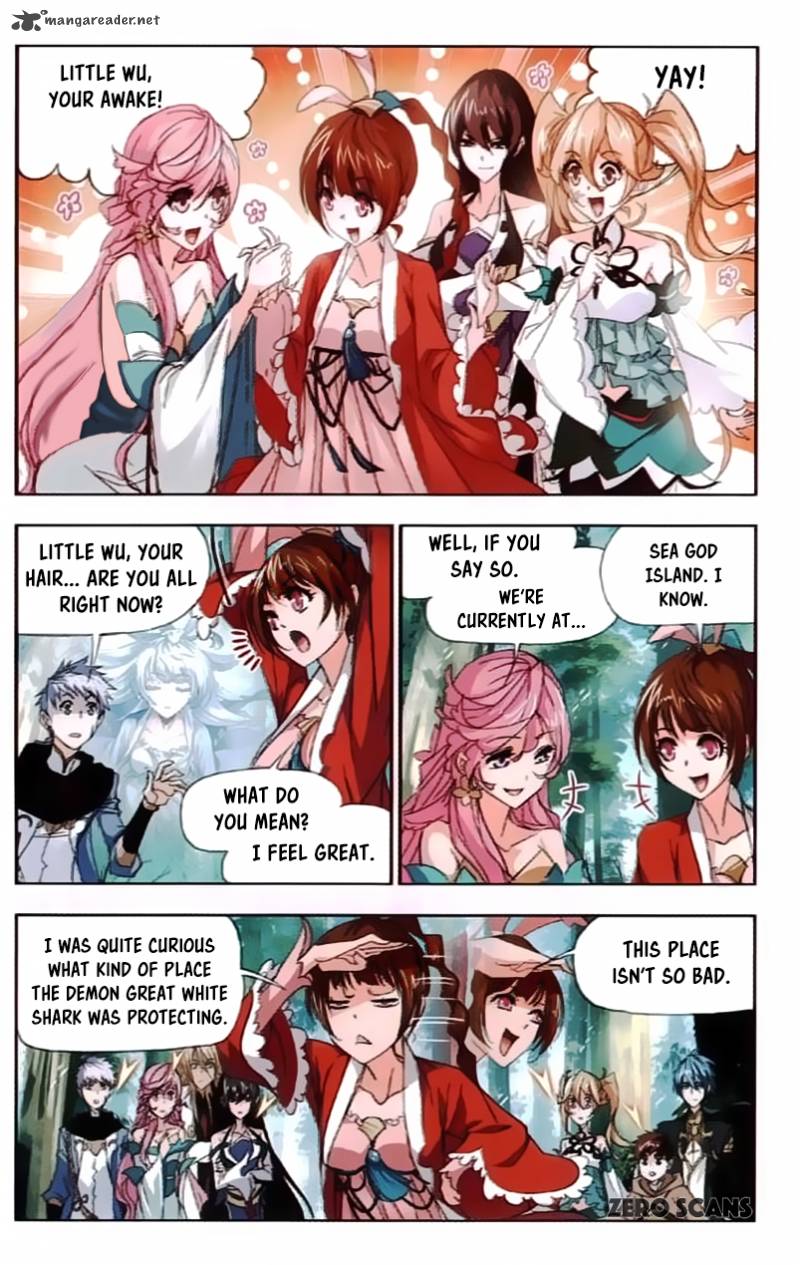 mangareader.net
LITTLE WU,
YOUR AWAKE!
YAY!
LITTLE WU, YOUR
HAIR... ARE YOU ALL
RIGHT NOW?
WHAT DO
YOU MEAN?
I FEEL GREAT.
WELL, IF YOU
SAY SO.
WE'RE
CURRENTLY AT...
SEA GOD
ISLAND. I
KNOW.
I WAS QUITE CURIOUS
WHAT KIND OF PLACE
THE DEMON GREAT WHITE
SHARK WAS PROTECTING.
THIS PLACE
ISN'T SO BAD.
ZERO SCANS